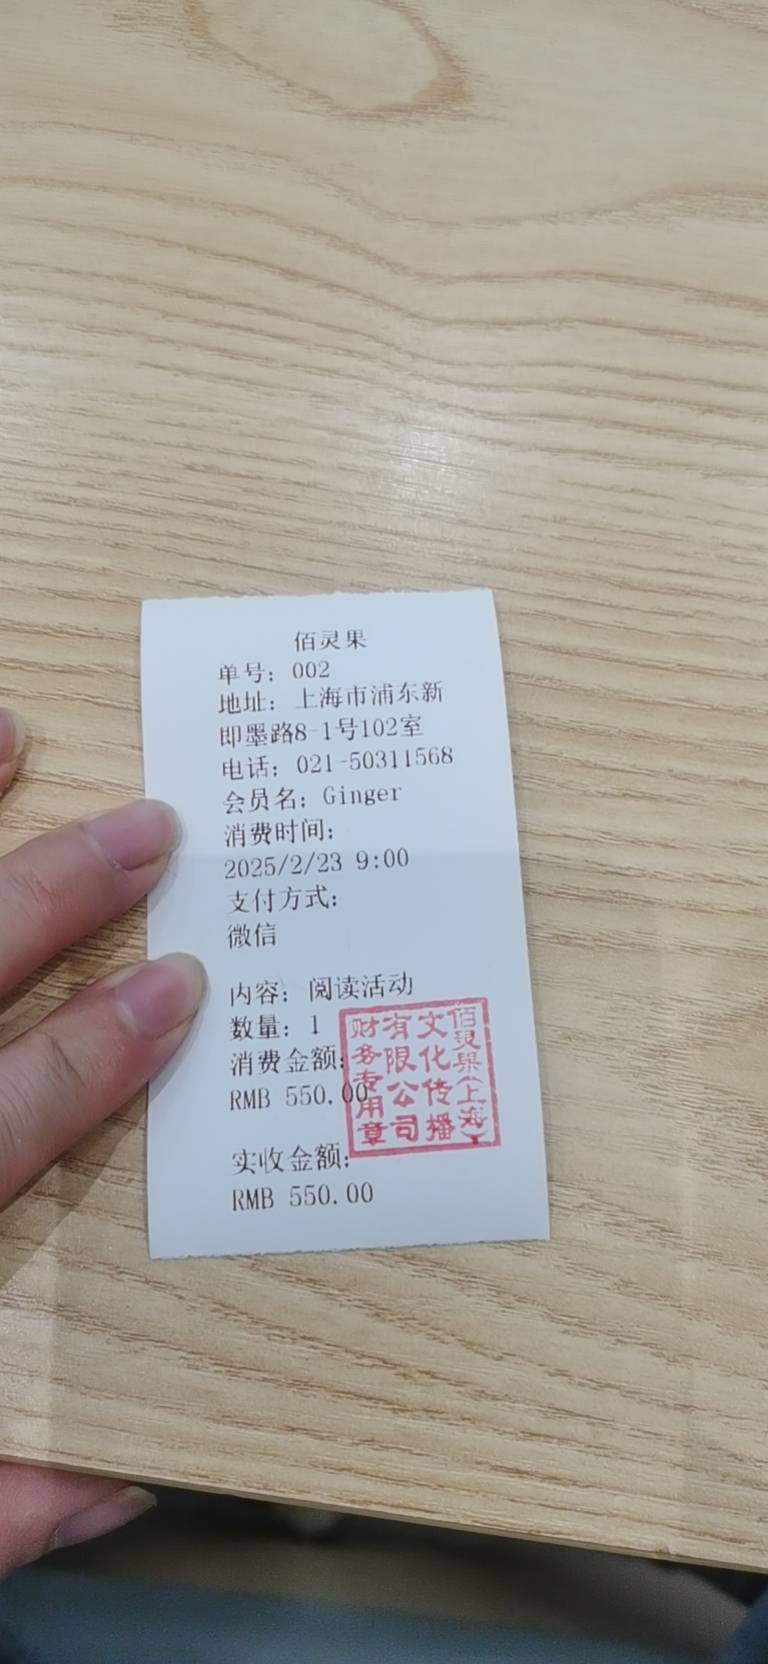 佰灵果
单号：002
地址：上海市浦东新
即墨路8-1号102室
电话：021-50311568
会员名：Ginger
消费时间：
2025/2/23 9:00
支付方式：
微信
内容：阅读活动
数量：1
消费金额：
RMB 550.00
实收金额：
RMB 550.00
佰灵果（上海）
文化传播
有限公司
财务专用章